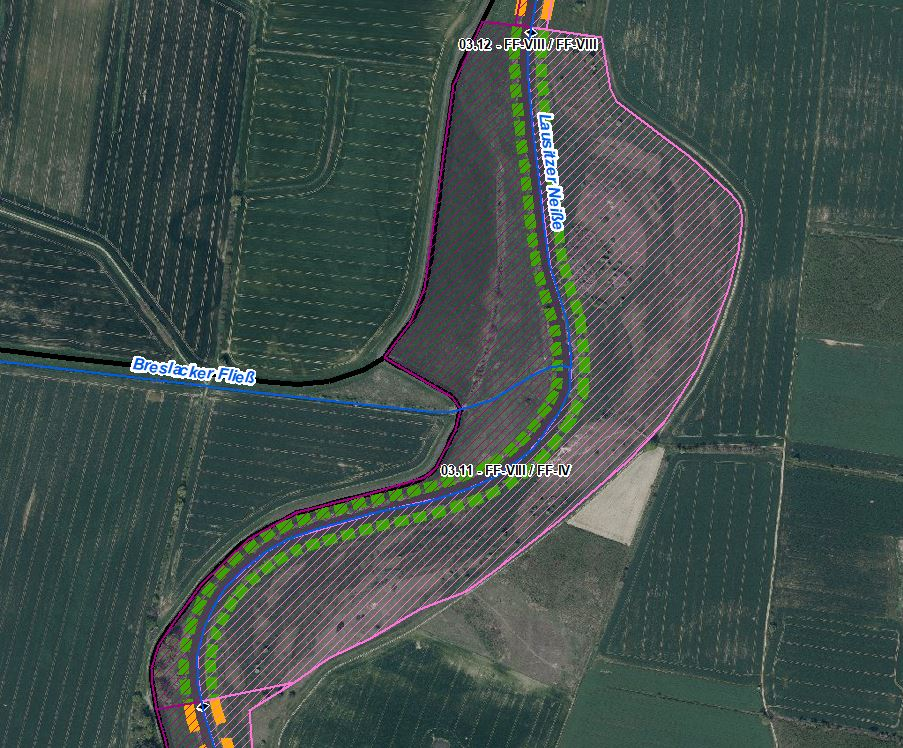 03.12 - FF-VIII / FF-VIII
Lausitzer Neiße
Breslacker Fließ
03.11 - FF-VIII / FF-IV